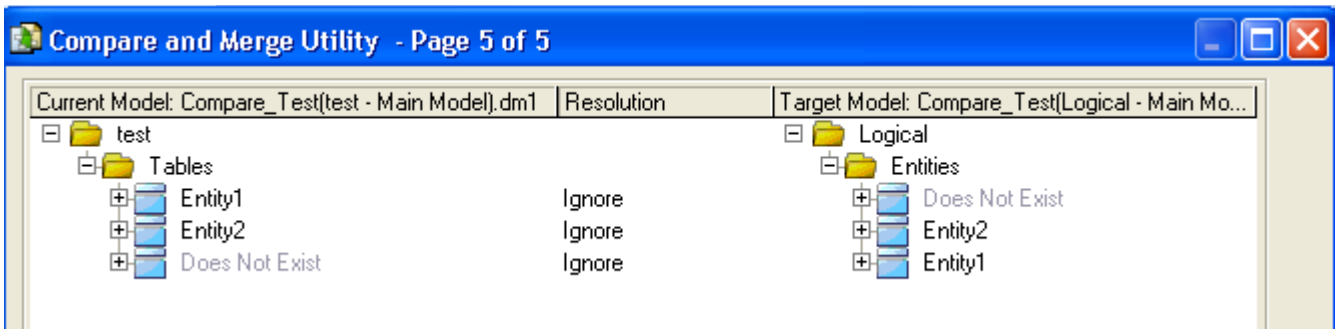 Compare and Merge Utility - Page 5 of 5
Current Model: Compare_Test(test - Main Model).dm1 Resolution Target Model: Compare_Test(Logical - Main Mo...
test Logical
Tables Entities
Entity1 Ignore Does Not Exist
Entity2 Ignore Entity2
Does Not Exist Ignore Entity1